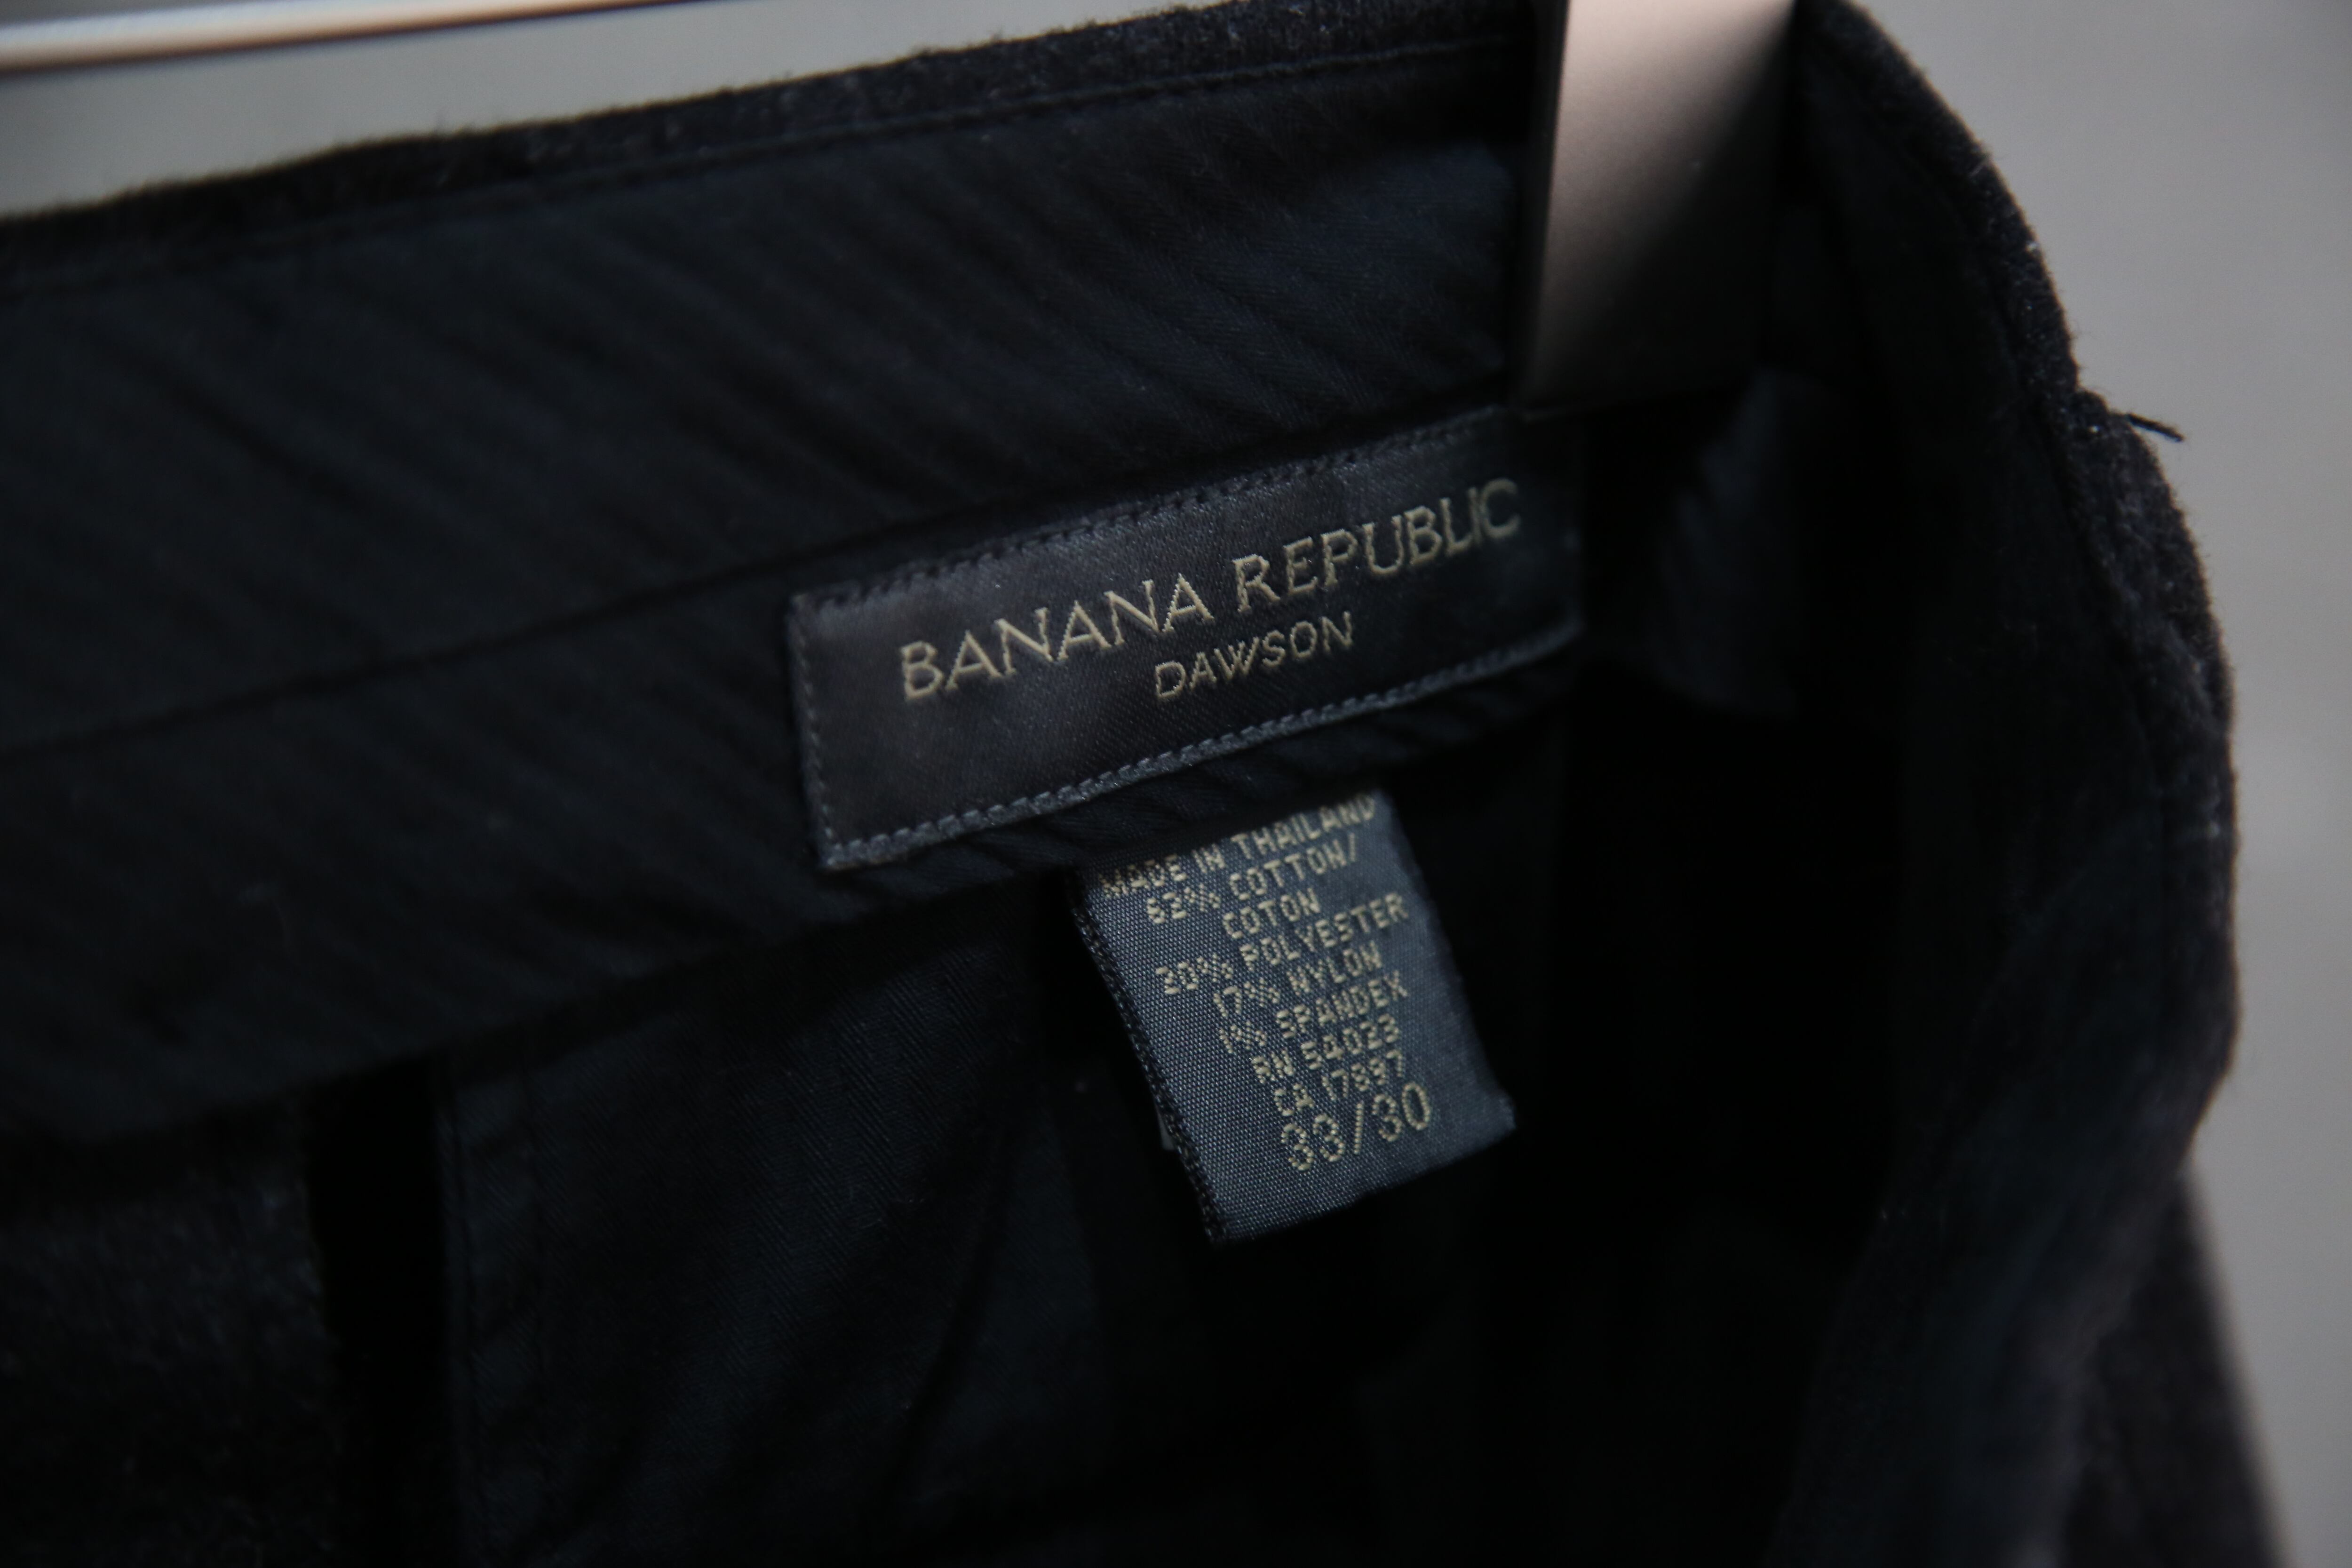 BANANA REPUBLIC
DAWSON
MADE IN THAILAND
62% COTTON/
COTON
20% POLYESTER
17% NYLON
1% SPANDEX
RN 54023
CA 17897
33/30